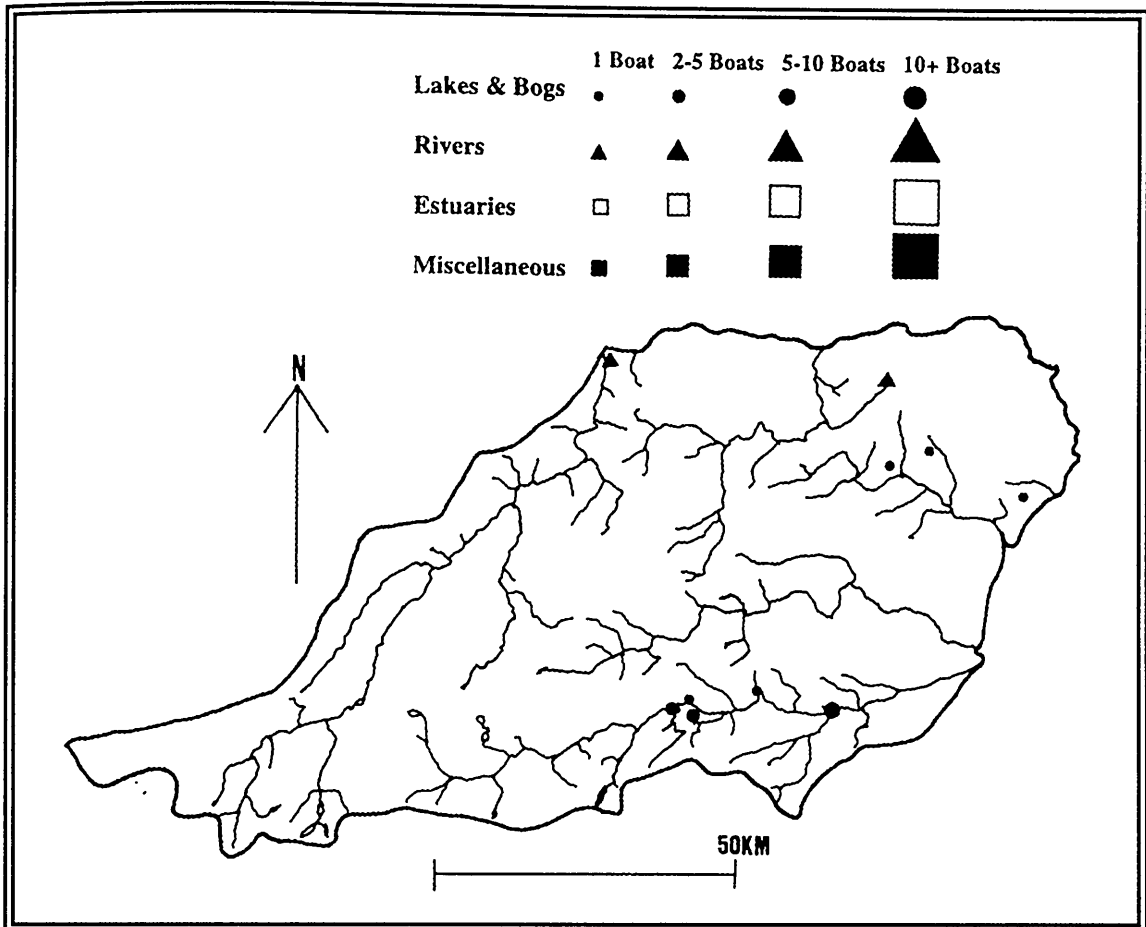 1 Boat 2-5 Boats 5-10 Boats 10+ Boats
Lakes & Bogs
Rivers
Estuaries
Miscellaneous
N
50KM